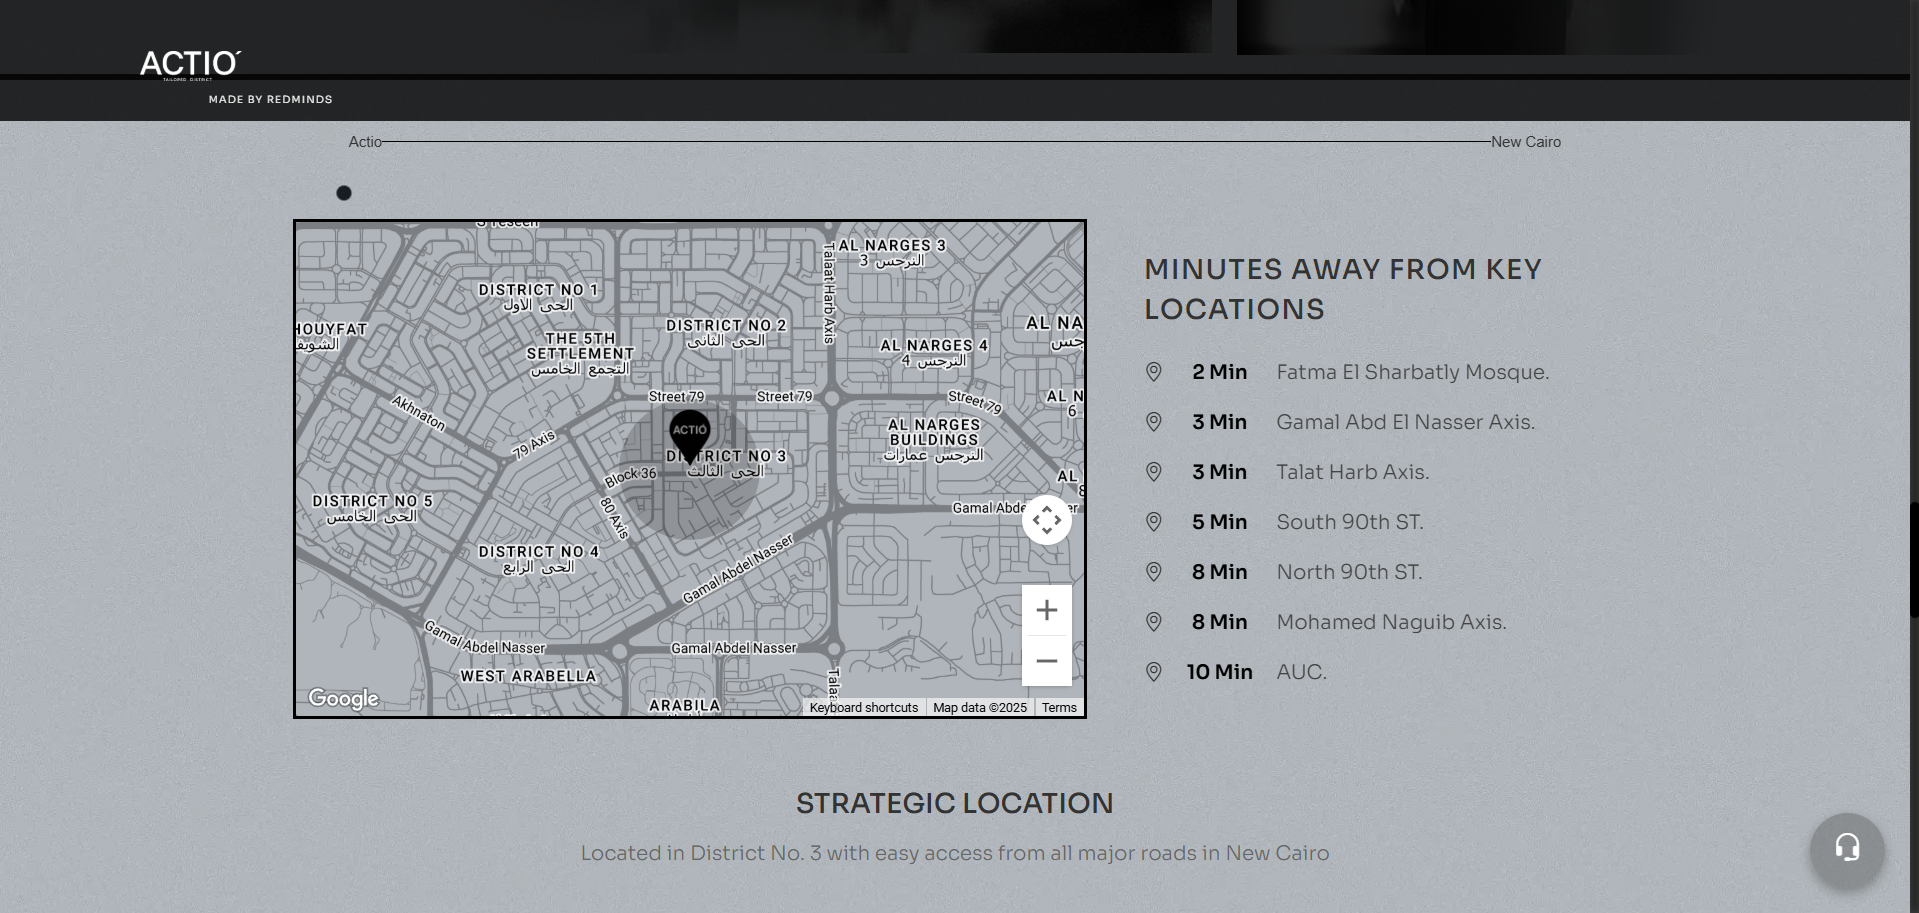 ACTIO
TAILORED DISTRICT
MADE BY REDMINDS
Actio
New Cairo
AL NARGES 3
النرجس 3
Talaat Harb Axis
DISTRICT NO 1
الحى الاول
DISTRICT NO 2
الحى الثانى
HOUYFAT
THE 5TH
SETTLEMENT
التجمع الخامس
AL NARGES 4
النرجس 4
AL NA
Street 79
Street 79
Street 79
AL N
6
Akhnaton
79 Axis
ACTIO
AL NARGES
BUILDINGS
النرجس عمارات
DISTRICT NO 3
الحى الثالث
Block 36
AL
8
DISTRICT NO 5
الحى الخامس
80 Axis
Gamal Abde
er
DISTRICT NO 4
الحى الرابع
Gamal Abdel Nasser
Gamal Abdel Nasser
Gamal Abdel Nasser
WEST ARABELLA
Talaa
ARABILA
Google
Keyboard shortcuts
Map data ©2025
Terms
MINUTES AWAY FROM KEY
LOCATIONS
2 Min Fatma El Sharbatly Mosque.
3 Min Gamal Abd El Nasser Axis.
3 Min Talat Harb Axis.
5 Min South 90th ST.
8 Min North 90th ST.
8 Min Mohamed Naguib Axis.
10 Min AUC.
STRATEGIC LOCATION
Located in District No. 3 with easy access from all major roads in New Cairo